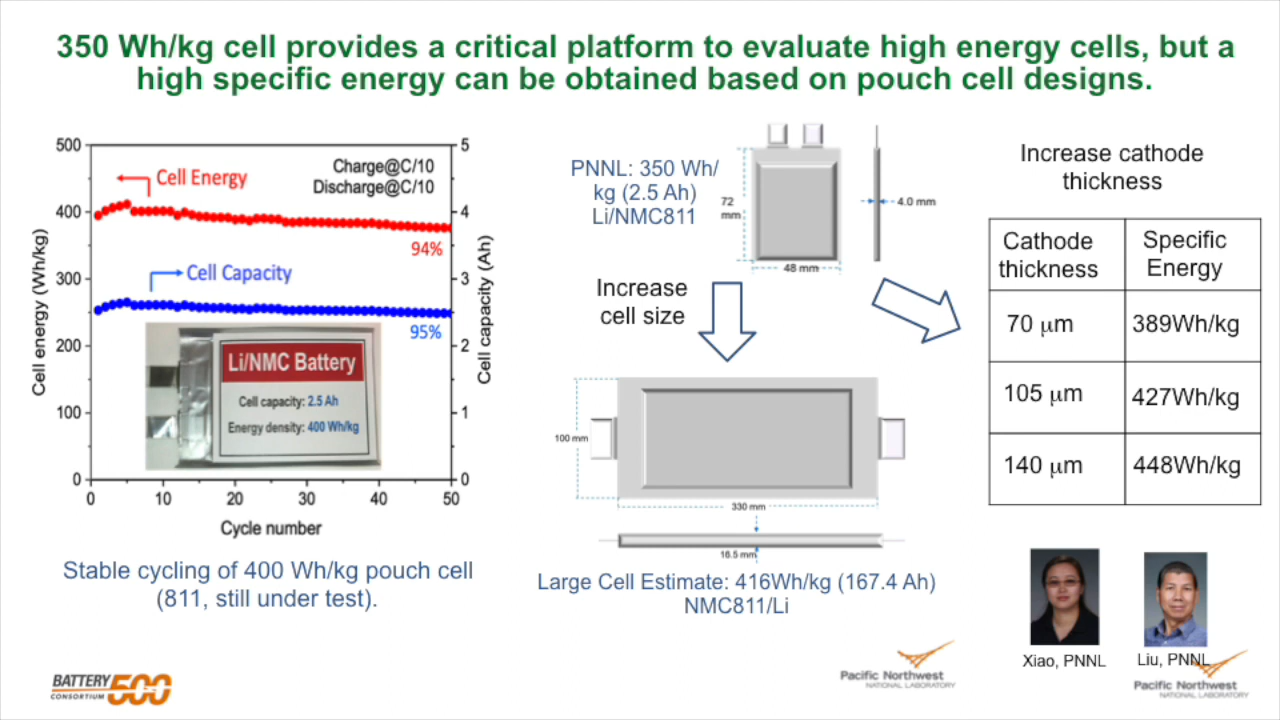 350 Wh/kg cell provides a critical platform to evaluate high energy cells, but a
high specific energy can be obtained based on pouch cell designs.
500
400
300
200
100
0
Cell energy (Wh/kg)
5
4
3
2
1
0
Cell capacity (Ah)
Charge@C/10
Discharge@C/10
Cell Energy
94%
Cell Capacity
95%
Li/NMC Battery
Cell capacity: 2.5 Ah
Energy density: 400 Wh/kg
0 10 20 30 40 50
Cycle number
Stable cycling of 400 Wh/kg pouch cell
(811, still under test).
PNNL: 350 Wh/
kg (2.5 Ah)
Li/NMC811
72
mm
48 mm
4.0 mm
Increase
cell size
100 mm
330 mm
16.5 mm
Large Cell Estimate: 416Wh/kg (167.4 Ah)
NMC811/Li
Increase cathode
thickness
Cathode
thickness
Specific
Energy
70 μm 389Wh/kg
105 μm 427Wh/kg
140 μm 448Wh/kg
Xiao, PNNL
Liu, PNNL
BATTERY
CONSORTIUM
500
Pacific Northwest
NATIONAL LABORATORY
Pacific Northwest
NATIONAL LABORATORY